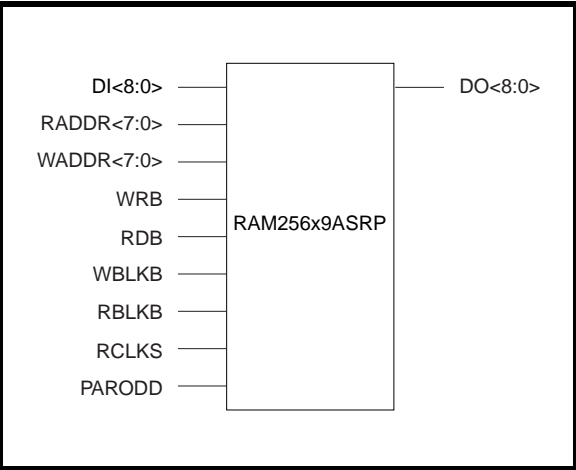 DI<8:0>
DO<8:0>
RADDR<7:0>
WADDR<7:0>
WRB
RAM256x9ASRP
RDB
WBLKB
RBLKB
RCLKS
PARODD